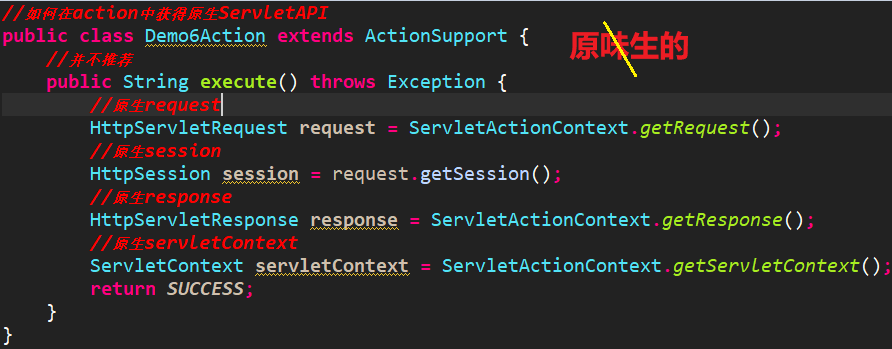 //如何在action中获得原生ServletAPI
public class Demo6Action extends ActionSupport {
原味生的
//并不推荐
public String execute() throws Exception {
//原生request
HttpServletRequest request = ServletActionContext.getRequest();
//原生session
HttpSession session = request.getSession();
//原生response
HttpServletResponse response = ServletActionContext.getResponse();
//原生servletContext
ServletContext servletContext = ServletActionContext.getServletContext();
return SUCCESS;
}
}